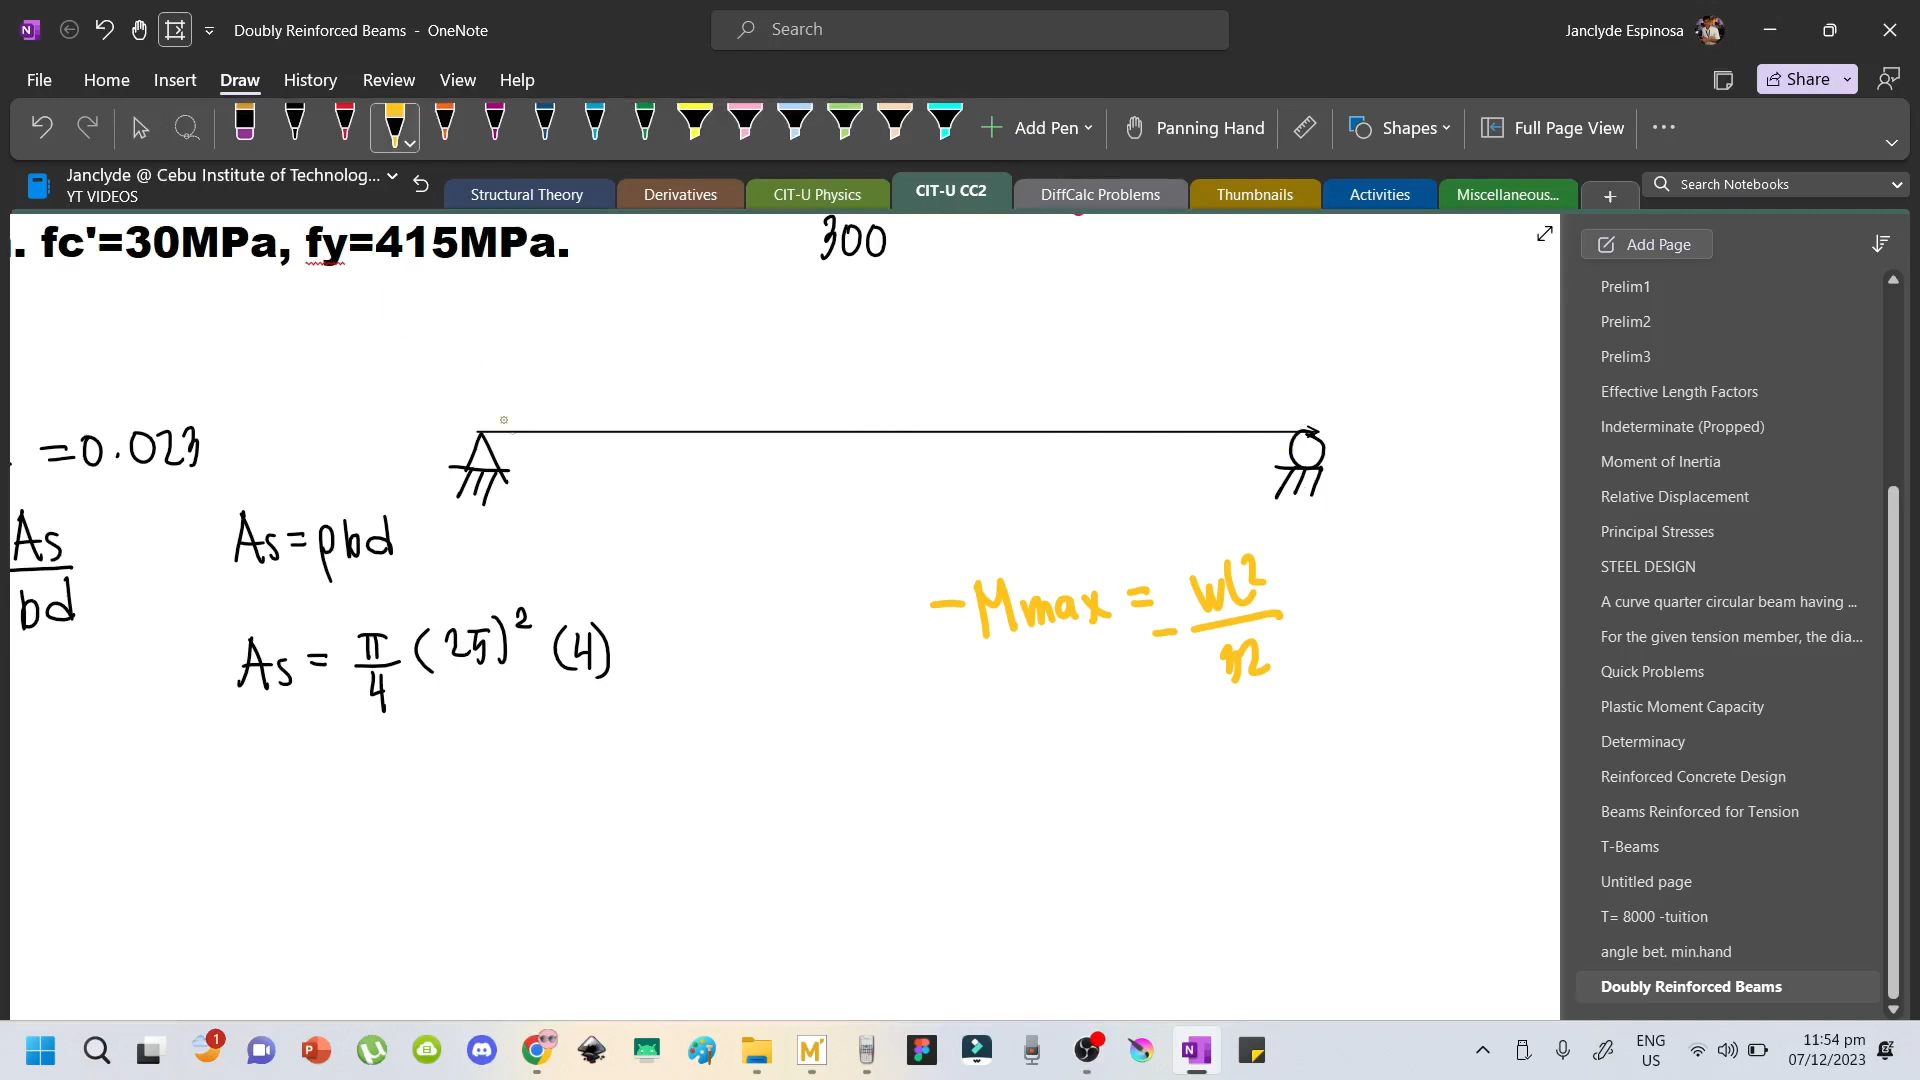 Doubly Reinforced Beams - OneNote
Search
Janclyde Espinosa
File Home Insert Draw History Review View Help
Share
Add Pen
Panning Hand
Shapes
Full Page View
Janclyde @ Cebu Institute of Technolog...
YT VIDEOS
Structural Theory
Derivatives
CIT-U Physics
CIT-U CC2
DiffCalc Problems
Thumbnails
Activities
Miscellaneous...
Search Notebooks
. fc'=30MPa, fy=415MPa.
300
=0.023
As
bd
As=ρbd
As = π/4 (25)² (4)
-Mmax = - wL²/32
Add Page
Prelim1
Prelim2
Prelim3
Effective Length Factors
Indeterminate (Propped)
Moment of Inertia
Relative Displacement
Principal Stresses
STEEL DESIGN
A curve quarter circular beam having ...
For the given tension member, the dia...
Quick Problems
Plastic Moment Capacity
Determinacy
Reinforced Concrete Design
Beams Reinforced for Tension
T-Beams
Untitled page
T= 8000 -tuition
angle bet. min.hand
Doubly Reinforced Beams
1
ENG
US
11:54 pm
07/12/2023